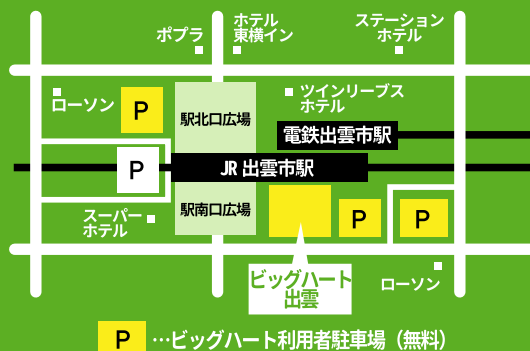 ポプラ
ホテル
東横イン
ステーション
ホテル
ローソン
P
駅北口広場
ツインリーブス
ホテル
電鉄出雲市駅
P
JR 出雲市駅
スーパー
ホテル
駅南口広場
P
P
ビッグハート
出雲
ローソン
P …ビッグハート利用者駐車場（無料）